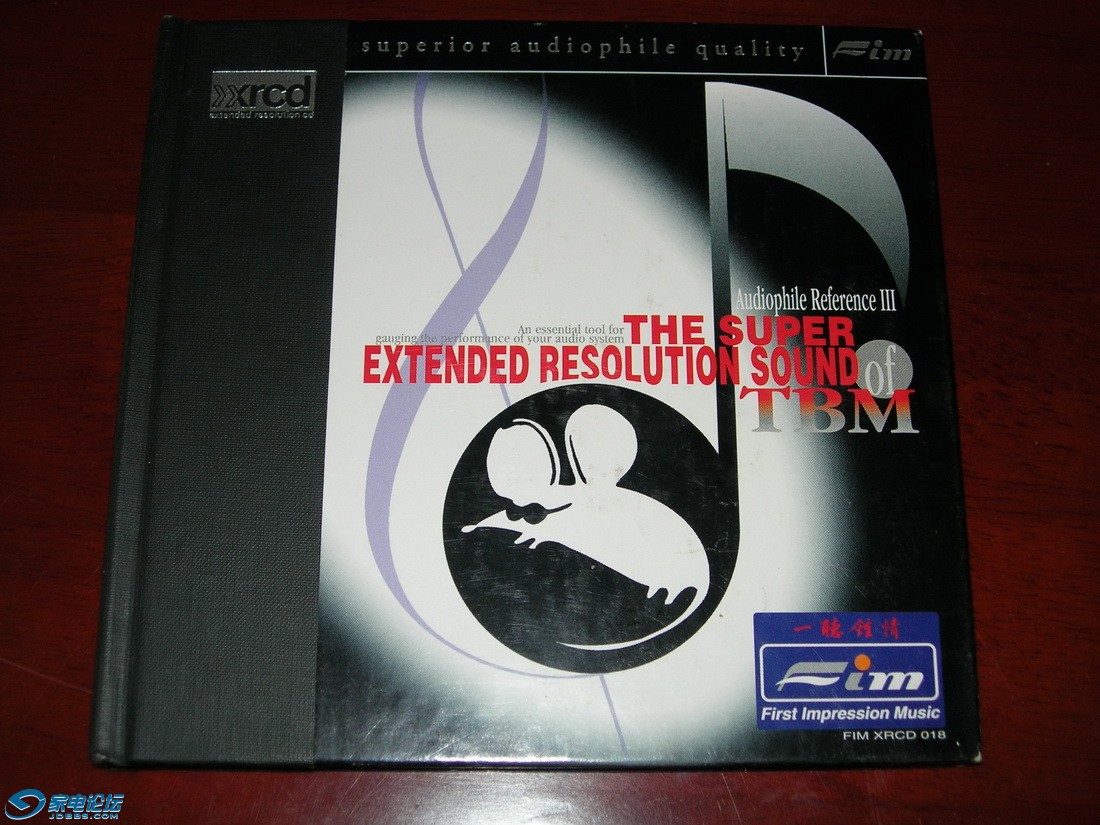 superior audiophile quality
Fim
xrcd
extended resolution cd
Audiophile Reference III
An essential tool for
gauging the performance of your audio system
THE SUPER
EXTENDED RESOLUTION SOUND
of
TBM
一聽鍾情
Fim
First Impression Music
FIM XRCD 018
家电论坛
JDBBS.COM